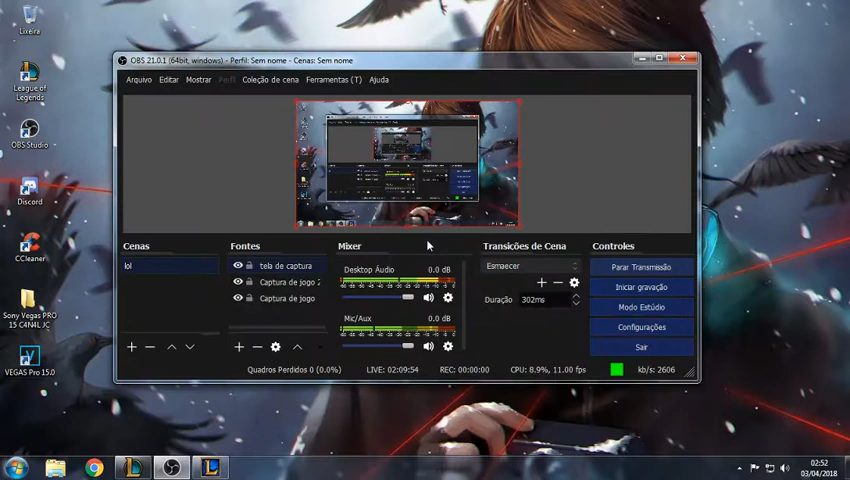 Lixeira
League of
Legends
OBS Studio
Discord
CCleaner
Sony Vegas PRO
15 C4N4L JC
VEGAS Pro 15.0
OBS 21.0.1 (64bit, windows) - Perfil: Sem nome - Cenas: Sem nome
Arquivo Editar Mostrar Perfil Coleção de cena Ferramentas (T) Ajuda
Cenas Fontes Mixer Transições de Cena Controles
lol
tela de captura
Captura de jogo 2
Captura de jogo
Desktop Áudio 0.0 dB
Mic/Aux 0.0 dB
Esmaecer
Duração 302ms
Parar Transmissão
Iniciar gravação
Modo Estúdio
Configurações
Sair
Quadros Perdidos 0 (0.0%) LIVE: 02:09:54 REC: 00:00:00 CPU: 8.9%, 11.00 fps kb/s: 2606
02:52
03/04/2018